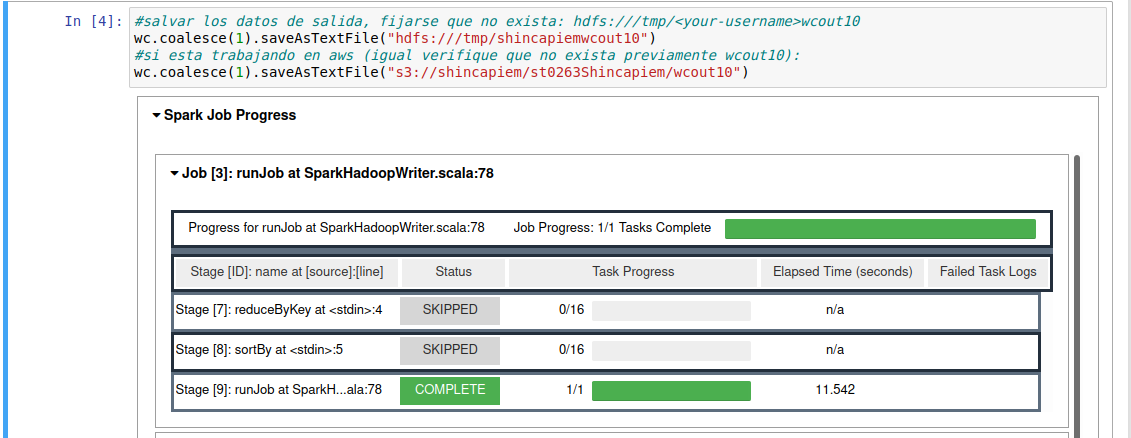 In [4]: #salvar los datos de salida, fijarse que no exista: hdfs:///tmp/<your-username>wcout10
wc.coalesce(1).saveAsTextFile("hdfs:///tmp/shincapiemwcout10")
#si esta trabajando en aws (igual verifique que no exista previamente wcout10):
wc.coalesce(1).saveAsTextFile("s3://shincapiem/st0263Shincapiem/wcout10")
Spark Job Progress
Job [3]: runJob at SparkHadoopWriter.scala:78
Progress for runJob at SparkHadoopWriter.scala:78 Job Progress: 1/1 Tasks Complete
Stage [ID]: name at [source]:[line] Status Task Progress Elapsed Time (seconds) Failed Task Logs
Stage [7]: reduceByKey at <stdin>:4 SKIPPED 0/16 n/a
Stage [8]: sortBy at <stdin>:5 SKIPPED 0/16 n/a
Stage [9]: runJob at SparkH...ala:78 COMPLETE 1/1 11.542